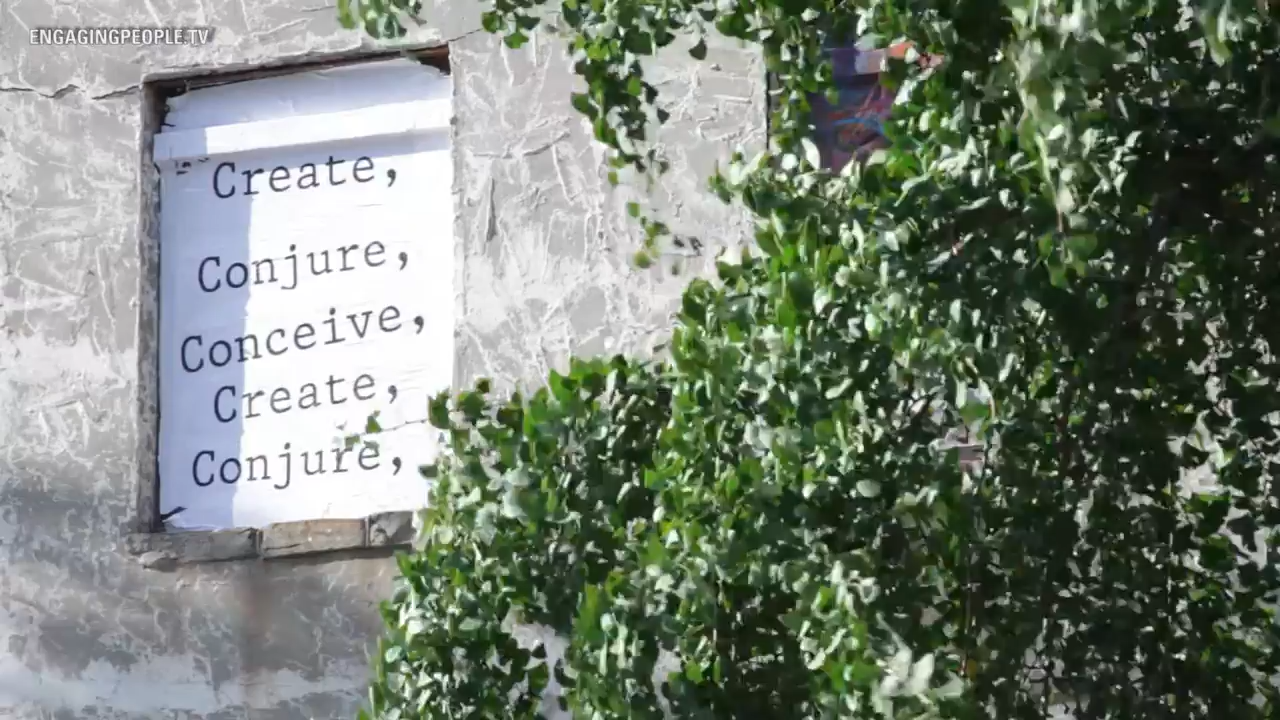 ENGAGINGPEOPLE.TV
Create,
Conjure,
Conceive,
Create,
Conjure,